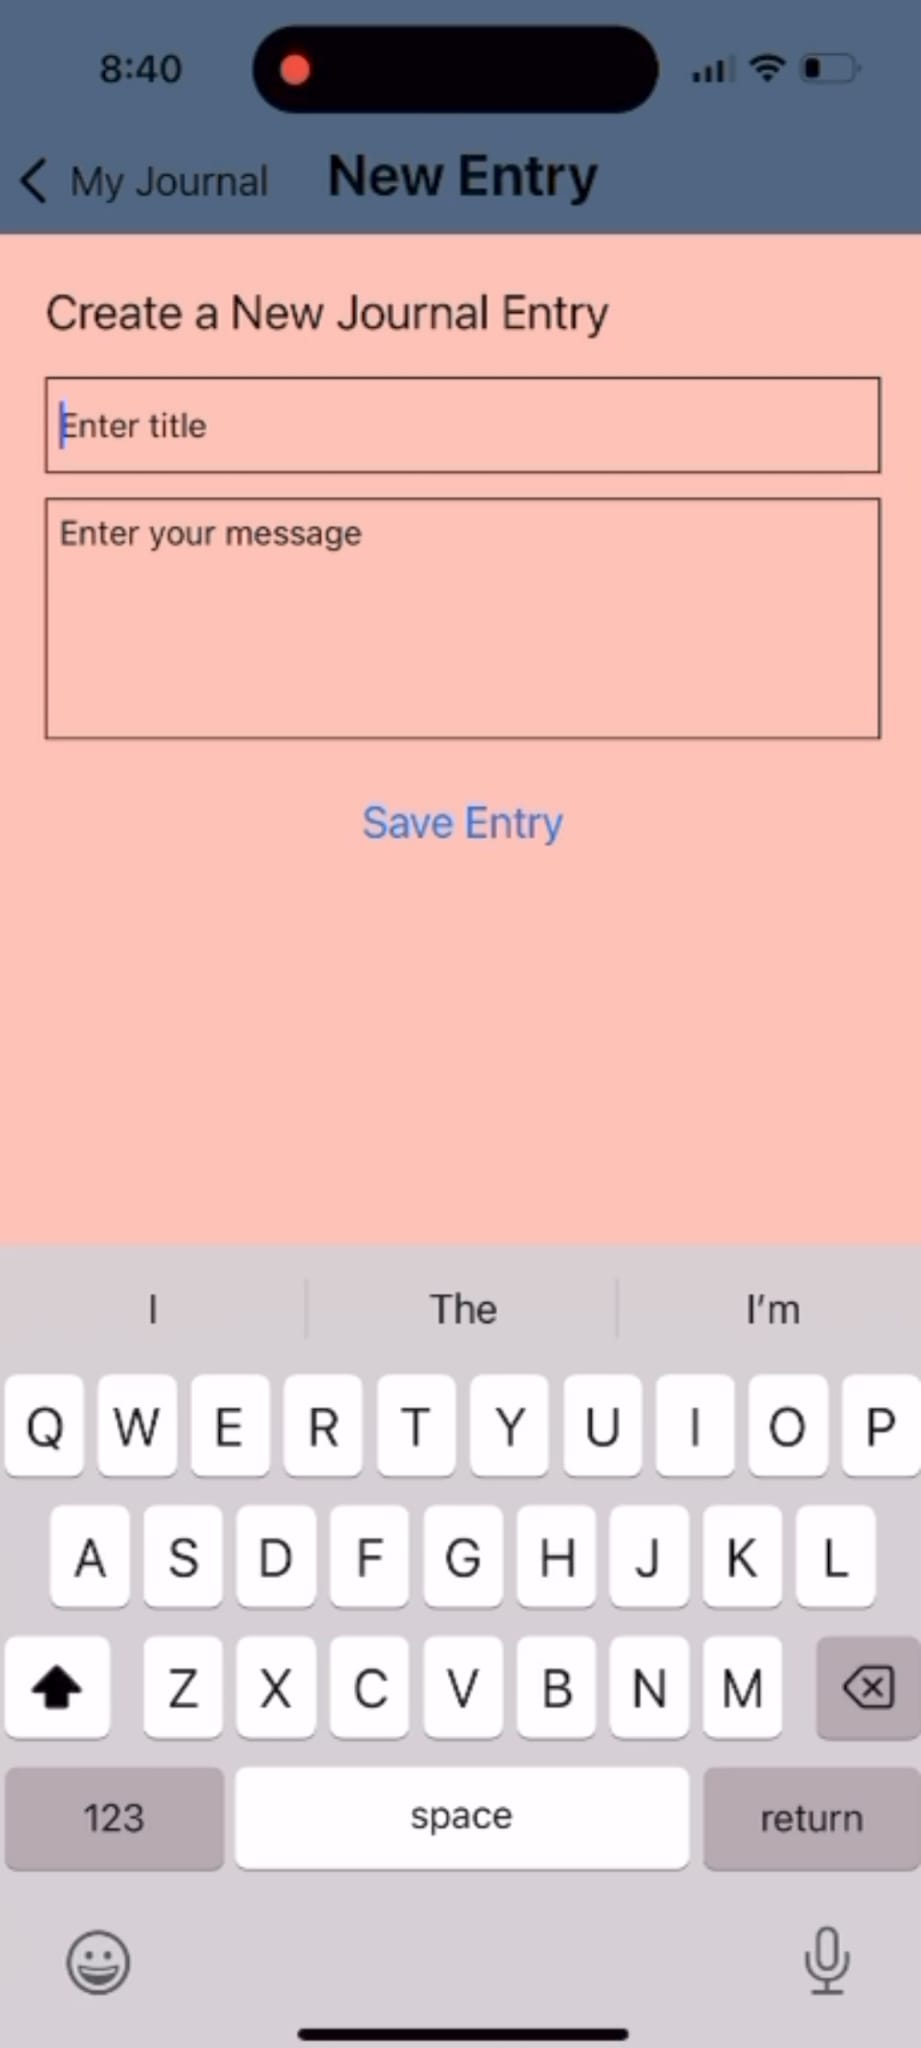 8:40
My Journal New Entry
Create a New Journal Entry
Enter title
Enter your message
Save Entry
I The I'm
Q W E R T Y U I O P
A S D F G H J K L
Z X C V B N M
123 space return